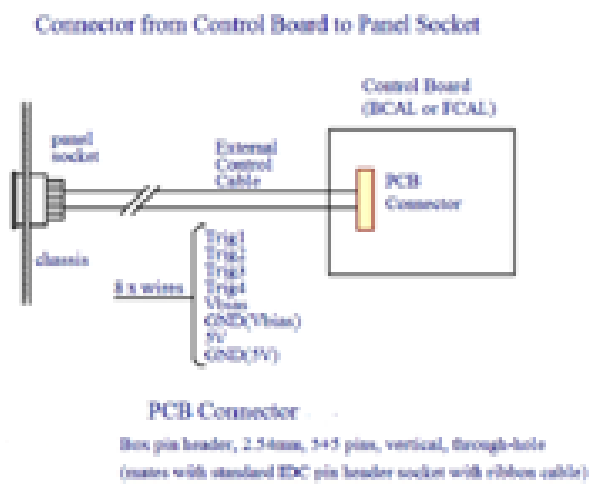 Connector from Control Board to Panel Socket
Control Board
(BCAL or FCAL)
panel
socket
External
Control
Cable
PCB
Connector
chassis
8 x wires
Trig1
Trig2
Trig3
Trig4
Vbias
GND(Vbias)
5V
GND(5V)
PCB Connector
Box pin header, 2.54mm, 5+5 pins, vertical, through-hole
(mates with standard IDC pin header socket with ribbon cable)